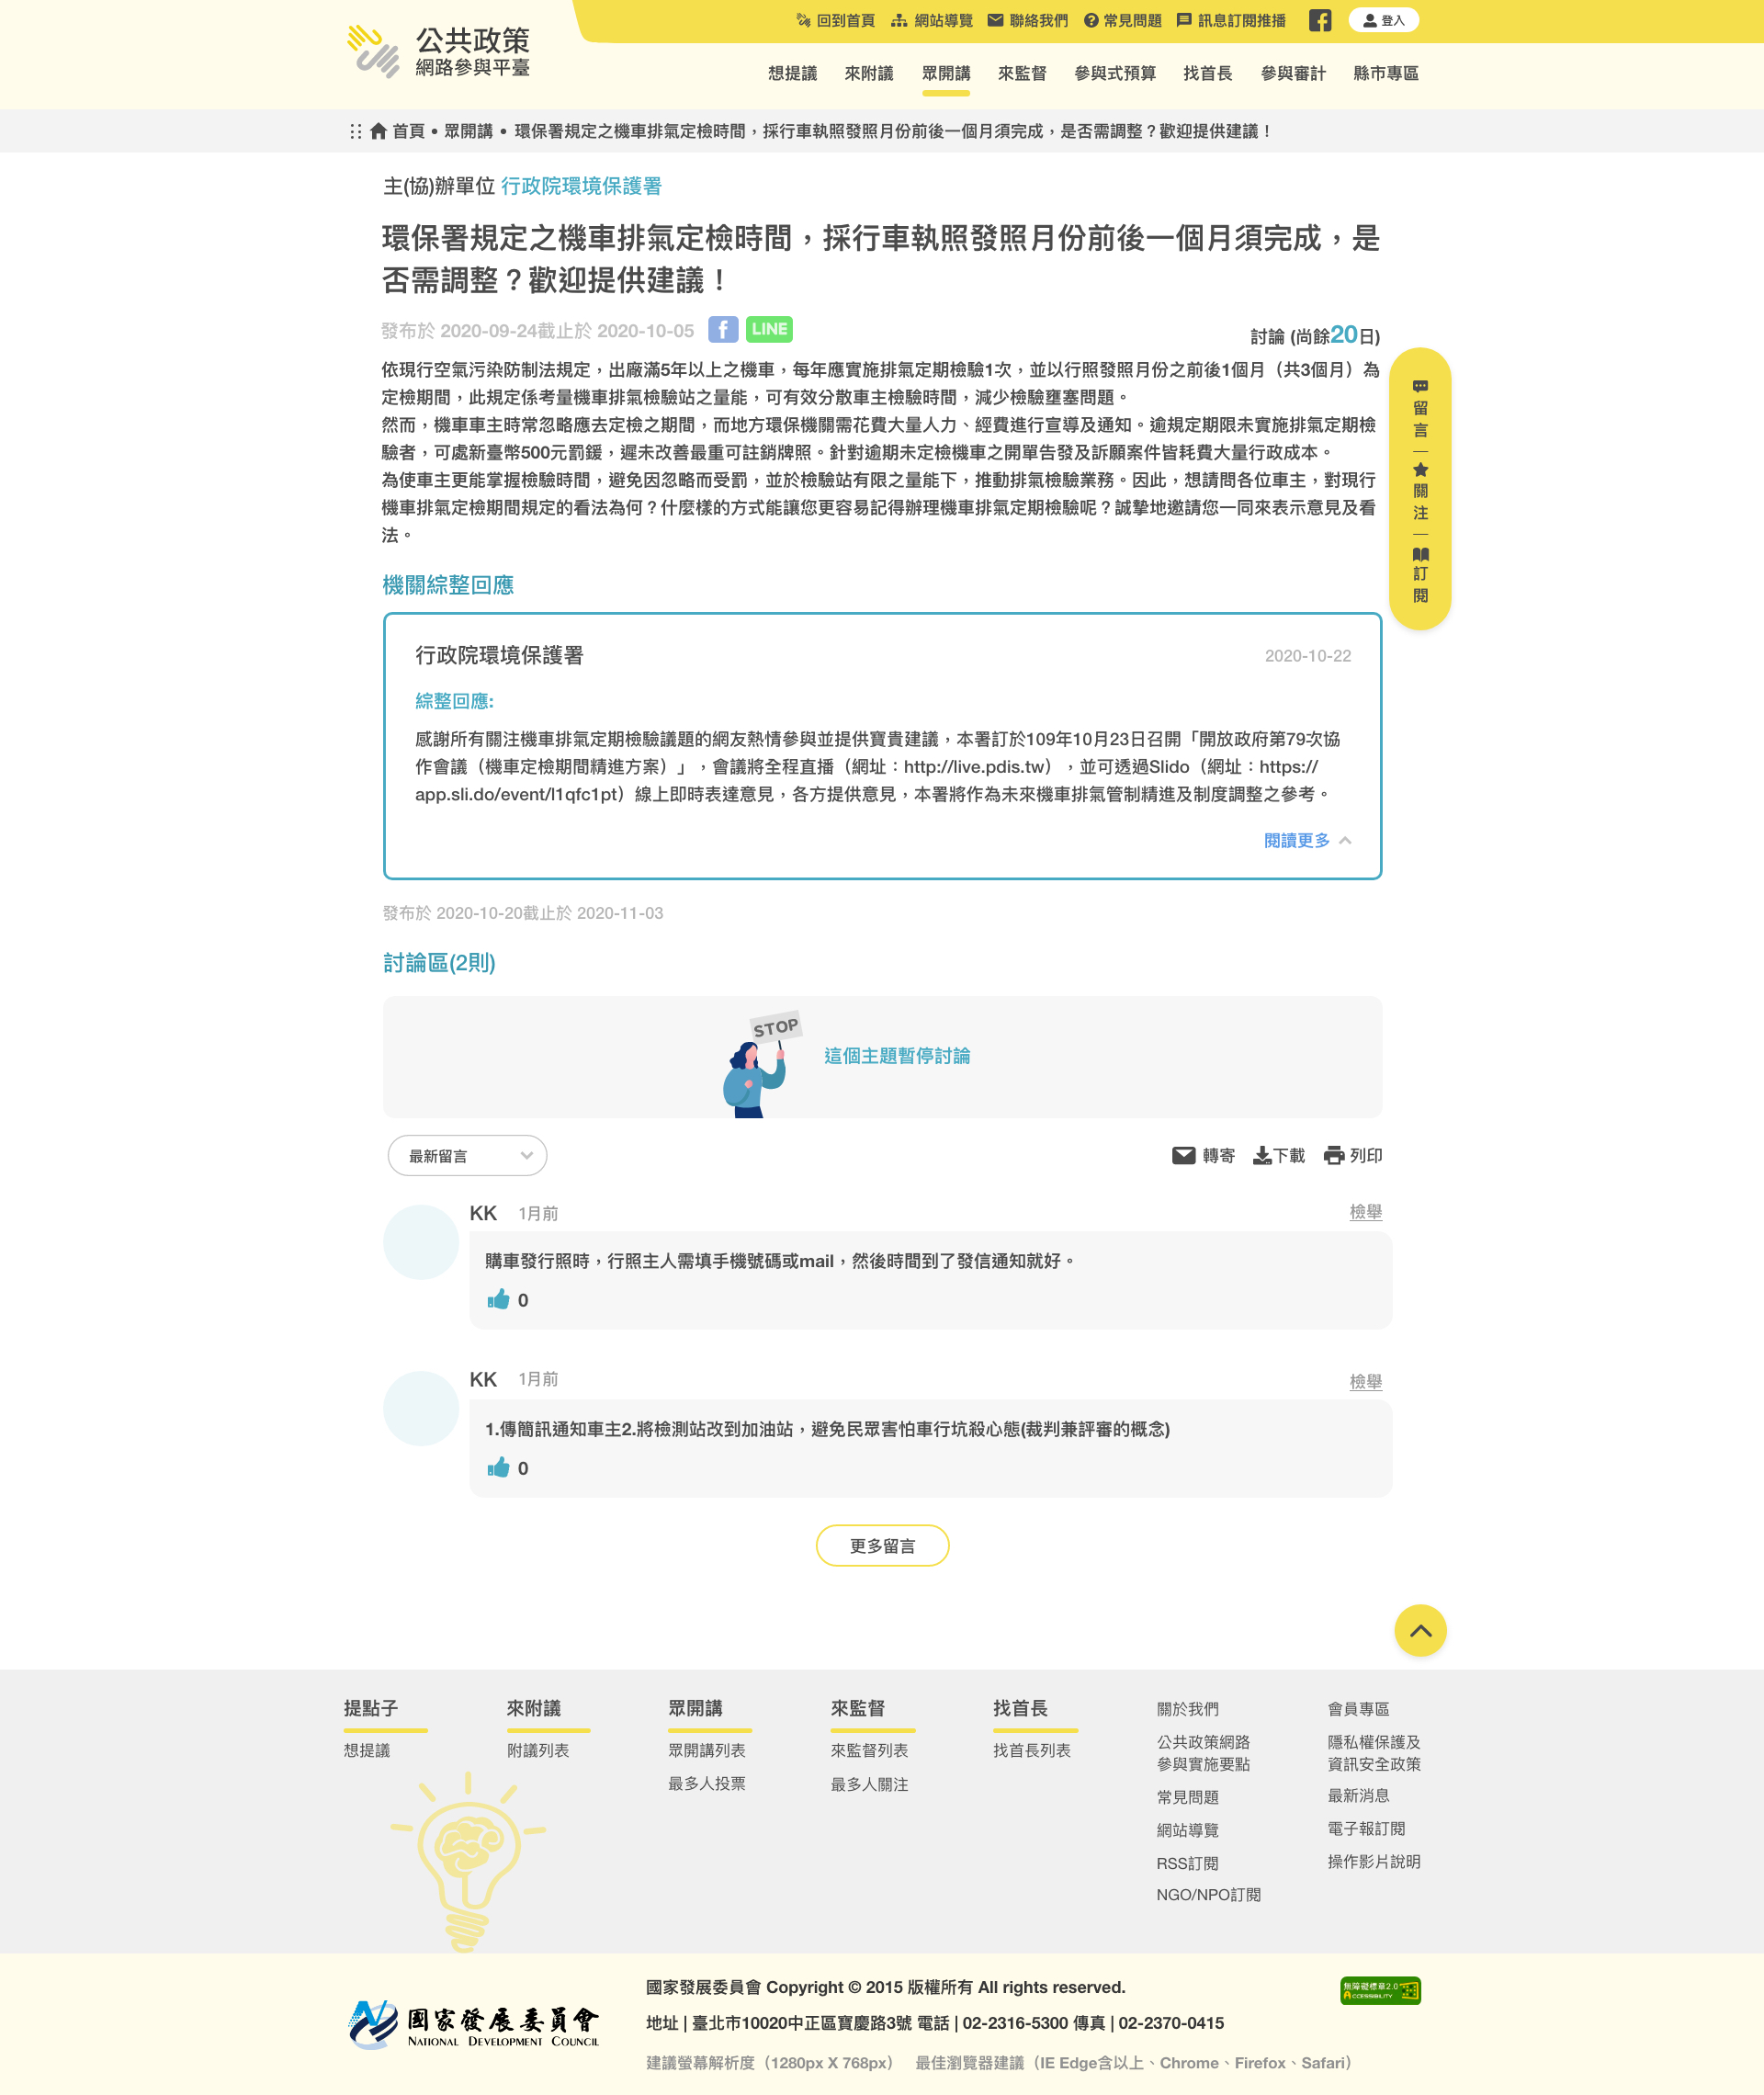 公共政策
網路參與平臺
回到首頁 網站導覽 聯絡我們 常見問題 訊息訂閱推播 登入
想提議 來附議 眾開講 來監督 參與式預算 找首長 參與審計 縣市專區
首頁 • 眾開講 • 環保署規定之機車排氣定檢時間，採行車執照發照月份前後一個月須完成，是否需調整？歡迎提供建議！
主(協)辦單位 行政院環境保護署
環保署規定之機車排氣定檢時間，採行車執照發照月份前後一個月須完成，是
否需調整？歡迎提供建議！
發布於 2020-09-24截止於 2020-10-05 f LINE
討論 (尚餘20日)
依現行空氣污染防制法規定，出廠滿5年以上之機車，每年應實施排氣定期檢驗1次，並以行照發照月份之前後1個月（共3個月）為
定檢期間，此規定係考量機車排氣檢驗站之量能，可有效分散車主檢驗時間，減少檢驗壅塞問題。
然而，機車車主時常忽略應去定檢之期間，而地方環保機關需花費大量人力、經費進行宣導及通知。逾規定期限未實施排氣定期檢
驗者，可處新臺幣500元罰鍰，遲未改善最重可註銷牌照。針對逾期未定檢機車之開單告發及訴願案件皆耗費大量行政成本。
為使車主更能掌握檢驗時間，避免因忽略而受罰，並於檢驗站有限之量能下，推動排氣檢驗業務。因此，想請問各位車主，對現行
機車排氣定檢期間規定的看法為何？什麼樣的方式能讓您更容易記得辦理機車排氣定期檢驗呢？誠摯地邀請您一同來表示意見及看
法。
留言
關注
訂閱
機關綜整回應
行政院環境保護署 2020-10-22
綜整回應:
感謝所有關注機車排氣定期檢驗議題的網友熱情參與並提供寶貴建議，本署訂於109年10月23日召開「開放政府第79次協
作會議（機車定檢期間精進方案）」，會議將全程直播（網址：http://live.pdis.tw），並可透過Slido（網址：https://
app.sli.do/event/l1qfc1pt）線上即時表達意見，各方提供意見，本署將作為未來機車排氣管制精進及制度調整之參考。
閱讀更多
發布於 2020-10-20截止於 2020-11-03
討論區(2則)
STOP
這個主題暫停討論
最新留言 轉寄 下載 列印
KK 1月前 檢舉
購車發行照時，行照主人需填手機號碼或mail，然後時間到了發信通知就好。
0
KK 1月前 檢舉
1.傳簡訊通知車主2.將檢測站改到加油站，避免民眾害怕車行坑殺心態(裁判兼評審的概念)
0
更多留言
提點子
想提議
來附議
附議列表
眾開講
眾開講列表
最多人投票
來監督
來監督列表
最多人關注
找首長
找首長列表
關於我們
公共政策網路
參與實施要點
常見問題
網站導覽
RSS訂閱
NGO/NPO訂閱
會員專區
隱私權保護及
資訊安全政策
最新消息
電子報訂閱
操作影片說明
國家發展委員會
NATIONAL DEVELOPMENT COUNCIL
國家發展委員會 Copyright © 2015 版權所有 All rights reserved.
地址 | 臺北市10020中正區寶慶路3號 電話 | 02-2316-5300 傳真 | 02-2370-0415
建議螢幕解析度（1280px X 768px） 最佳瀏覽器建議（IE Edge含以上、Chrome、Firefox、Safari）
無障礙標章2.0
ACCESSIBILITY